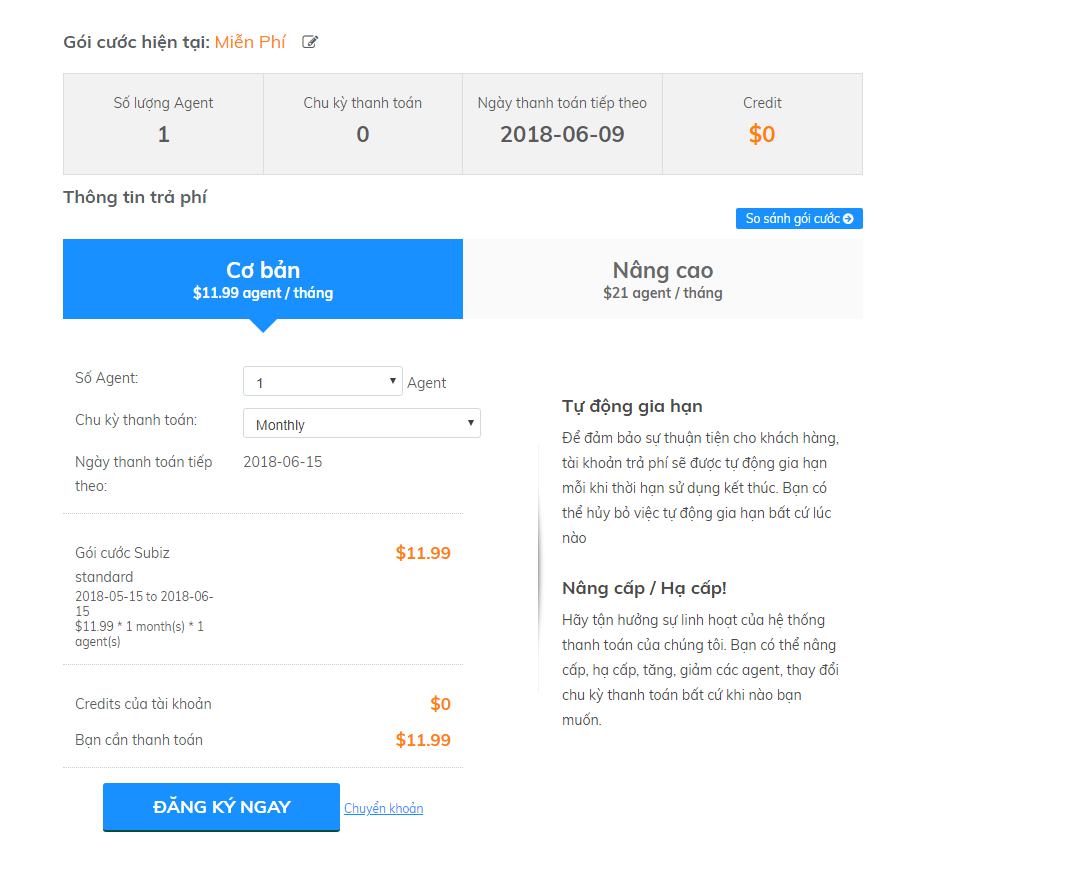 Gói cước hiện tại: Miễn Phí
Số lượng Agent
1
Chu kỳ thanh toán
0
Ngày thanh toán tiếp theo
2018-06-09
Credit
$0
Thông tin trả phí
So sánh gói cước
Cơ bản
$11.99 agent / tháng
Nâng cao
$21 agent / tháng
Số Agent:
1
Agent
Chu kỳ thanh toán:
Monthly
Ngày thanh toán tiếp
theo:
2018-06-15
Gói cước Subiz
standard
2018-05-15 to 2018-06-
15
$11.99 * 1 month(s) * 1
agent(s)
$11.99
Credits của tài khoản
$0
Bạn cần thanh toán
$11.99
ĐĂNG KÝ NGAY
Chuyển khoản
Tự động gia hạn
Để đảm bảo sự thuận tiện cho khách hàng,
tài khoản trả phí sẽ được tự động gia hạn
mỗi khi thời hạn sử dụng kết thúc. Bạn có
thể hủy bỏ việc tự động gia hạn bất cứ lúc
nào
Nâng cấp / Hạ cấp!
Hãy tận hưởng sự linh hoạt của hệ thống
thanh toán của chúng tôi. Bạn có thể nâng
cấp, hạ cấp, tăng, giảm các agent, thay đổi
chu kỳ thanh toán bất cứ khi nào bạn
muốn.